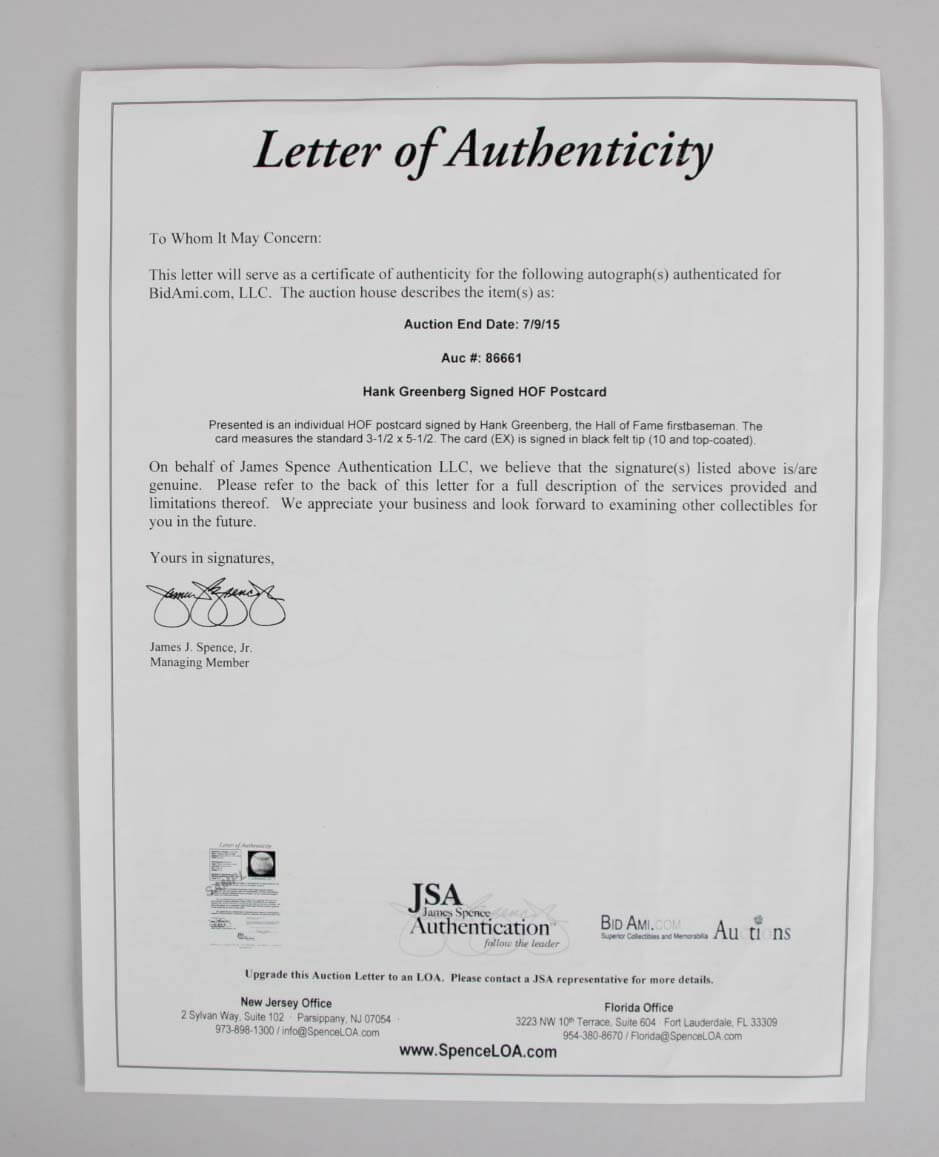 Letter of Authenticity
To Whom It May Concern:
This letter will serve as a certificate of authenticity for the following autograph(s) authenticated for
BidAmi.com, LLC.  The auction house describes the item(s) as:
Auction End Date: 7/9/15
Auc #: 86661
Hank Greenberg Signed HOF Postcard
Presented is an individual HOF postcard signed by Hank Greenberg, the Hall of Fame firstbaseman. The
card measures the standard 3-1/2 x 5-1/2. The card (EX) is signed in black felt tip (10 and top-coated).
On behalf of James Spence Authentication LLC, we believe that the signature(s) listed above is/are
genuine.  Please refer to the back of this letter for a full description of the services provided and
limitations thereof.  We appreciate your business and look forward to examining other collectibles for
you in the future.
Yours in signatures,
James J. Spence, Jr.
Managing Member
Letter of Authenticity
JSA
James Spence
Authentication
follow the leader
BID AMI.COM
Superior Collectibles and Memorabilia
Auctions
Upgrade this Auction Letter to an LOA.  Please contact a JSA representative for more details.
New Jersey Office
2 Sylvan Way, Suite 102 · Parsippany, NJ 07054 ·
973-898-1300 / info@SpenceLOA.com
Florida Office
3223 NW 10th Terrace, Suite 604  Fort Lauderdale, FL 33309
954-380-8670 / Florida@SpenceLOA.com
www.SpenceLOA.com